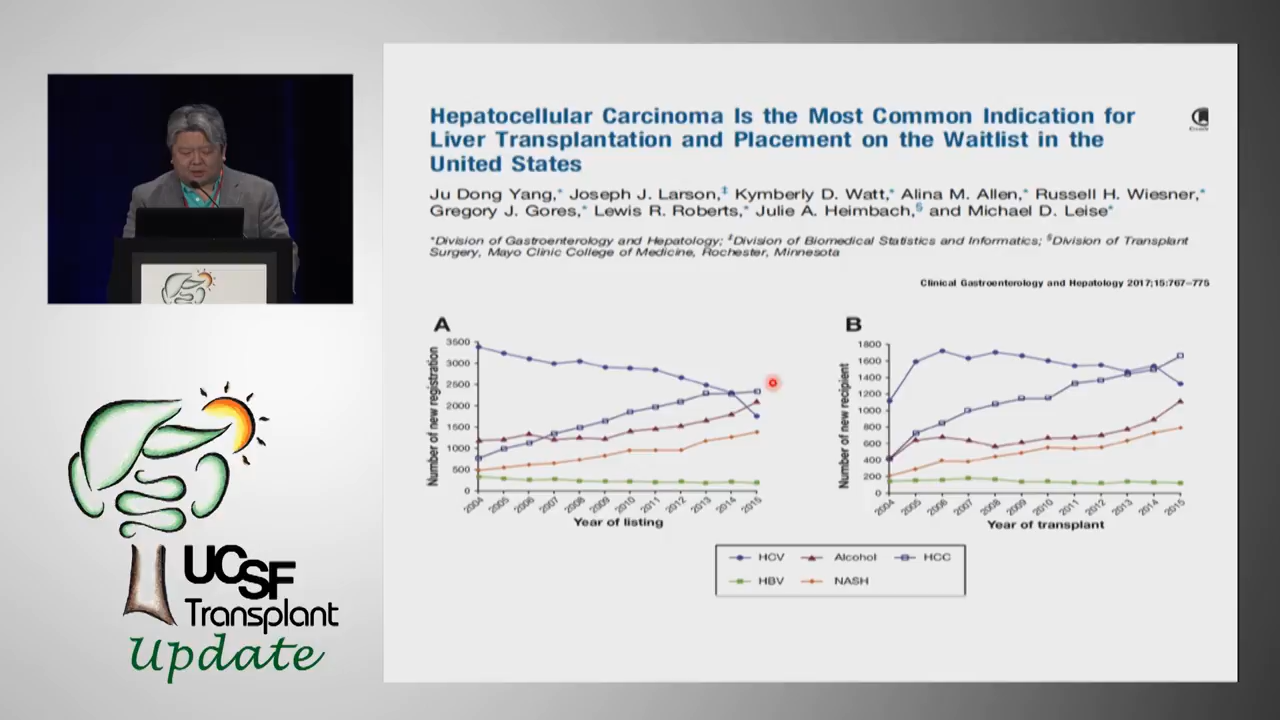 Hepatocellular Carcinoma Is the Most Common Indication for
Liver Transplantation and Placement on the Waitlist in the
United States
Ju Dong Yang,* Joseph J. Larson,‡ Kymberly D. Watt,* Alina M. Allen,* Russell H. Wiesner,*
Gregory J. Gores,* Lewis R. Roberts,* Julie A. Heimbach,§ and Michael D. Leise*
*Division of Gastroenterology and Hepatology; ‡Division of Biomedical Statistics and Informatics; §Division of Transplant
Surgery, Mayo Clinic College of Medicine, Rochester, Minnesota
Clinical Gastroenterology and Hepatology 2017;15:767–775
A
Number of new registration
3500
3000
2500
2000
1500
1000
500
0
2004 2005 2006 2007 2008 2009 2010 2011 2012 2013 2014 2015
Year of listing
B
Number of new recipient
1800
1600
1400
1200
1000
800
600
400
200
0
2004 2005 2006 2007 2008 2009 2010 2011 2012 2013 2014 2015
Year of transplant
HCV Alcohol HCC
HBV NASH
UCSF
Transplant
Update